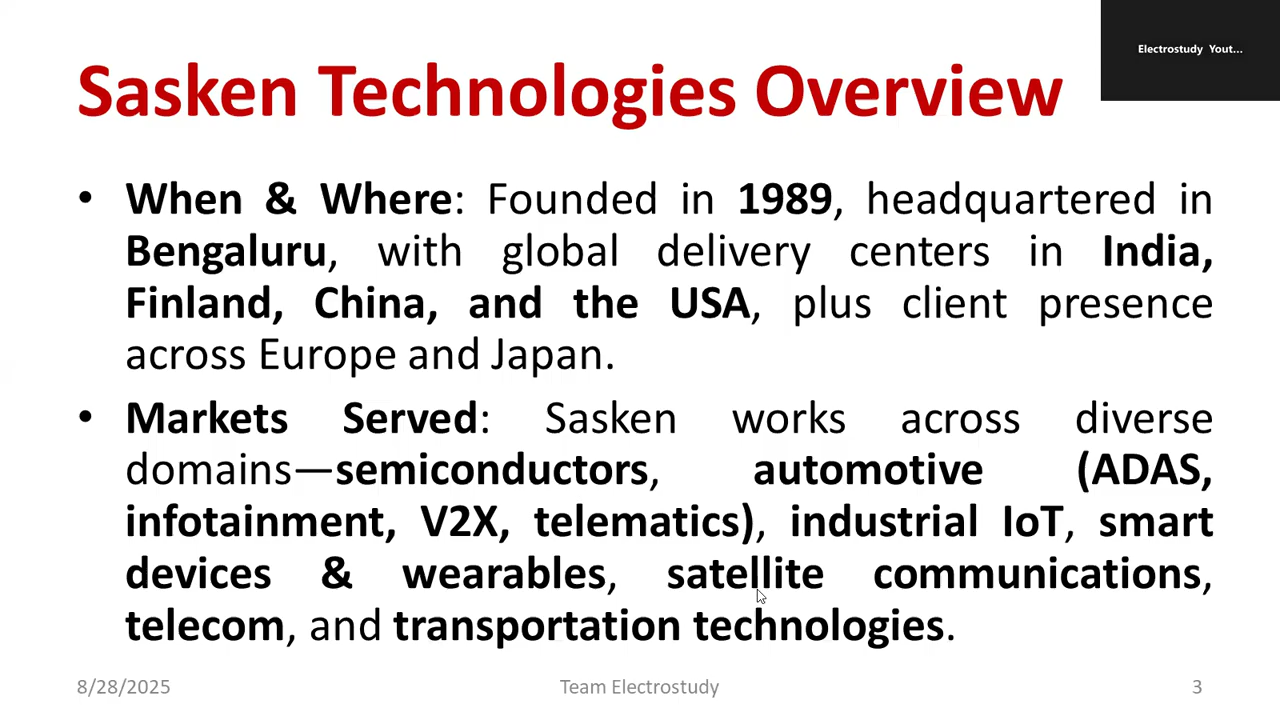 Electrostudy Yout...
Sasken Technologies Overview
• When & Where: Founded in 1989, headquartered in
Bengaluru, with global delivery centers in India,
Finland, China, and the USA, plus client presence
across Europe and Japan.
• Markets Served: Sasken works across diverse
domains—semiconductors, automotive (ADAS,
infotainment, V2X, telematics), industrial IoT, smart
devices & wearables, satellite communications,
telecom, and transportation technologies.
8/28/2025 Team Electrostudy 3